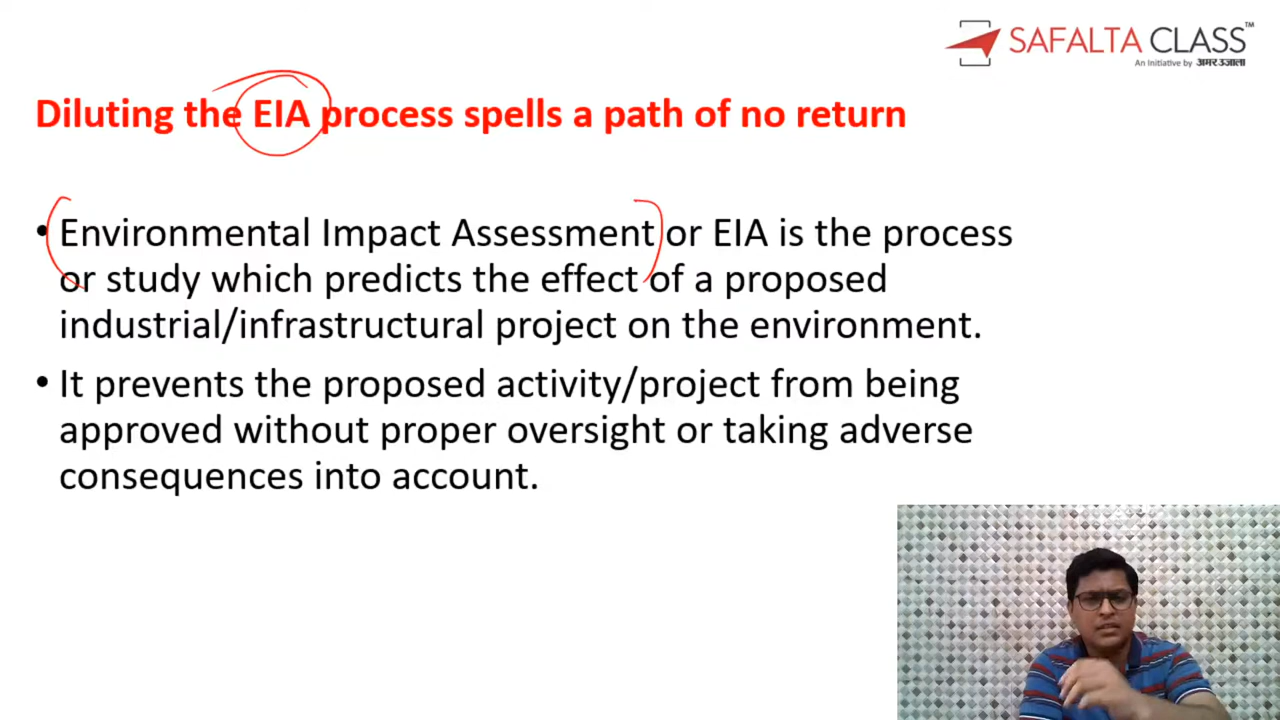 SAFALTA CLASS™
An Initiative by अमर उजाला
Diluting the EIA process spells a path of no return
• Environmental Impact Assessment or EIA is the process
or study which predicts the effect of a proposed
industrial/infrastructural project on the environment.
• It prevents the proposed activity/project from being
approved without proper oversight or taking adverse
consequences into account.